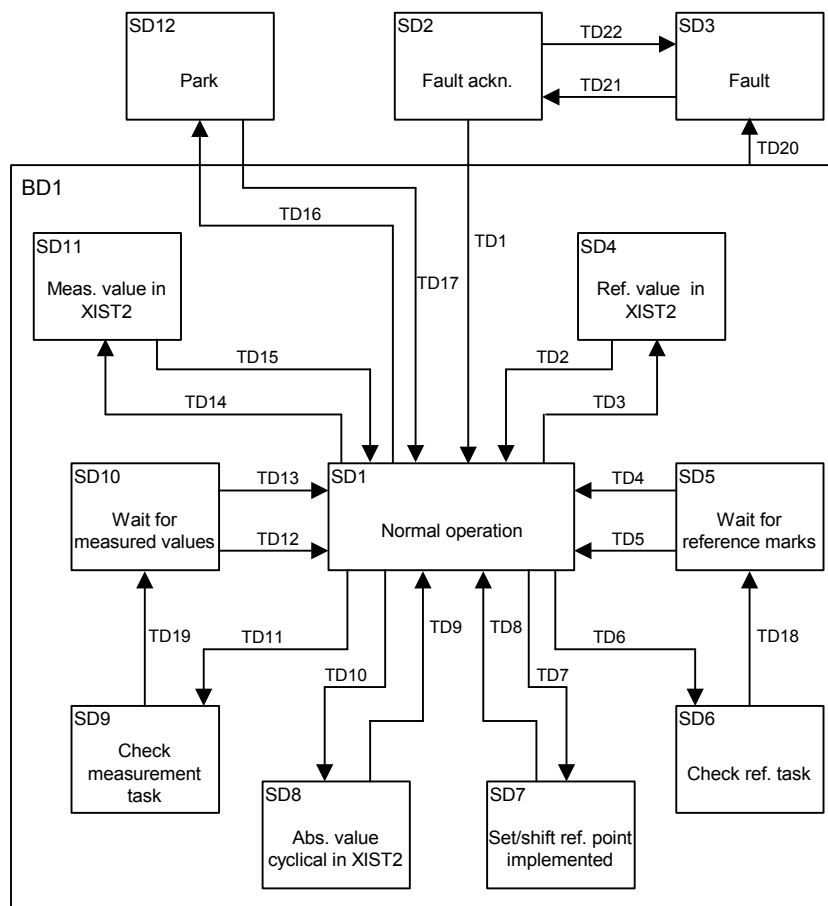 SD12
Park
SD2
Fault ackn.
TD22
TD21
SD3
Fault
TD20
BD1
TD16
TD17
TD1
SD11
Meas. value in
XIST2
TD15
TD14
SD4
Ref. value in
XIST2
TD2
TD3
SD10
Wait for
measured values
TD13
TD12
SD1
Normal operation
TD4
TD5
SD5
Wait for
reference marks
TD19
TD11
TD10
TD9
TD8
TD7
TD6
TD18
SD9
Check
measurement
task
SD8
Abs. value
cyclical in XIST2
SD7
Set/shift ref. point
implemented
SD6
Check ref. task